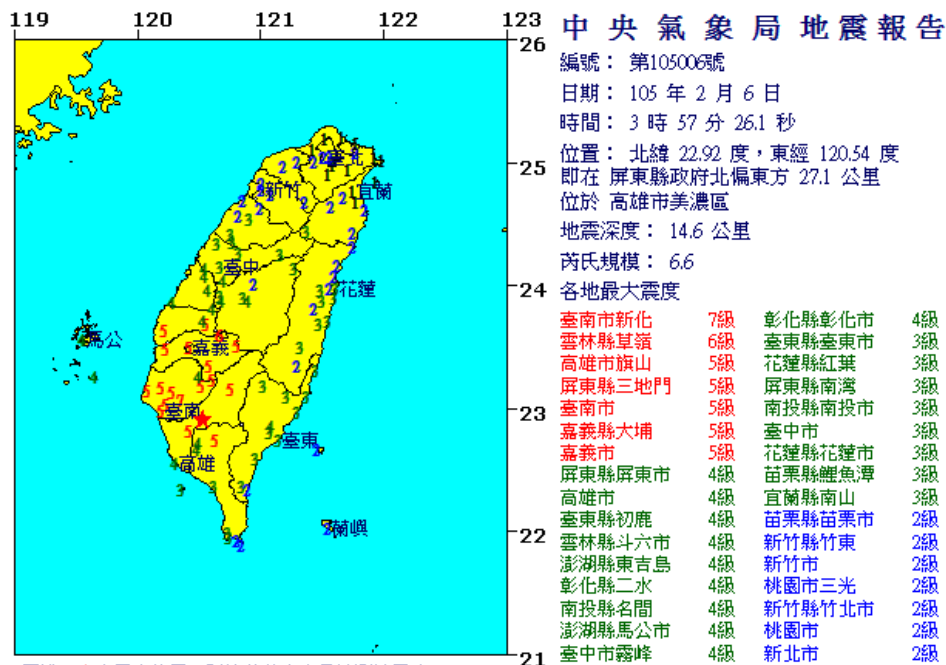 119 120 121 122 123
26
25
24
23
22
21
臺北
新竹
宜蘭
臺中
花蓮
馬公
嘉義
臺南
臺東
高雄
蘭嶼
中央氣象局地震報告
編號： 第105006號
日期： 105 年 2 月 6 日
時間： 3 時 57 分 26.1 秒
位置： 北緯 22.92 度，東經 120.54 度
即在 屏東縣政府北偏東方 27.1 公里
位於 高雄市美濃區
地震深度： 14.6 公里
芮氏規模： 6.6
各地最大震度
臺南市新化 7級 彰化縣彰化市 4級
雲林縣草嶺 6級 臺東縣臺東市 3級
高雄市旗山 5級 花蓮縣紅葉 3級
屏東縣三地門 5級 屏東縣南灣 3級
臺南市 5級 南投縣南投市 3級
嘉義縣大埔 5級 臺中市 3級
嘉義市 5級 花蓮縣花蓮市 3級
屏東縣屏東市 4級 苗栗縣鯉魚潭 3級
高雄市 4級 宜蘭縣南山 3級
臺東縣初鹿 4級 苗栗縣苗栗市 2級
雲林縣斗六市 4級 新竹縣竹東 2級
澎湖縣東吉島 4級 新竹市 2級
彰化縣二水 4級 桃園市三光 2級
南投縣名間 4級 新竹縣竹北市 2級
澎湖縣馬公市 4級 桃園市 2級
臺中市霧峰 4級 新北市 2級